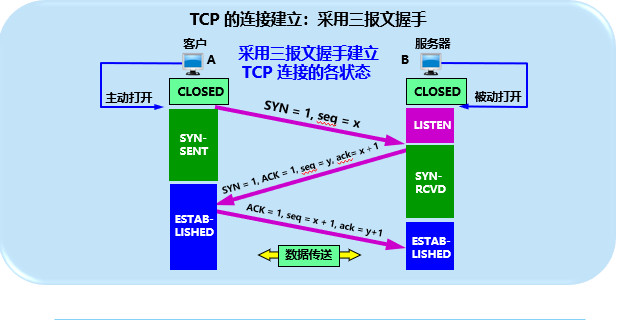 TCP 的连接建立：采用三报文握手
客户
A
采用三报文握手建立
TCP 连接的各状态
服务器
B
主动打开
CLOSED
CLOSED
被动打开
SYN = 1, seq = x
LISTEN
SYN-
SENT
SYN = 1, ACK = 1, seq = y, ack= x + 1
SYN-
RCVD
ESTAB-
LISHED
ACK = 1, seq = x + 1, ack = y+1
ESTAB-
LISHED
数据传送